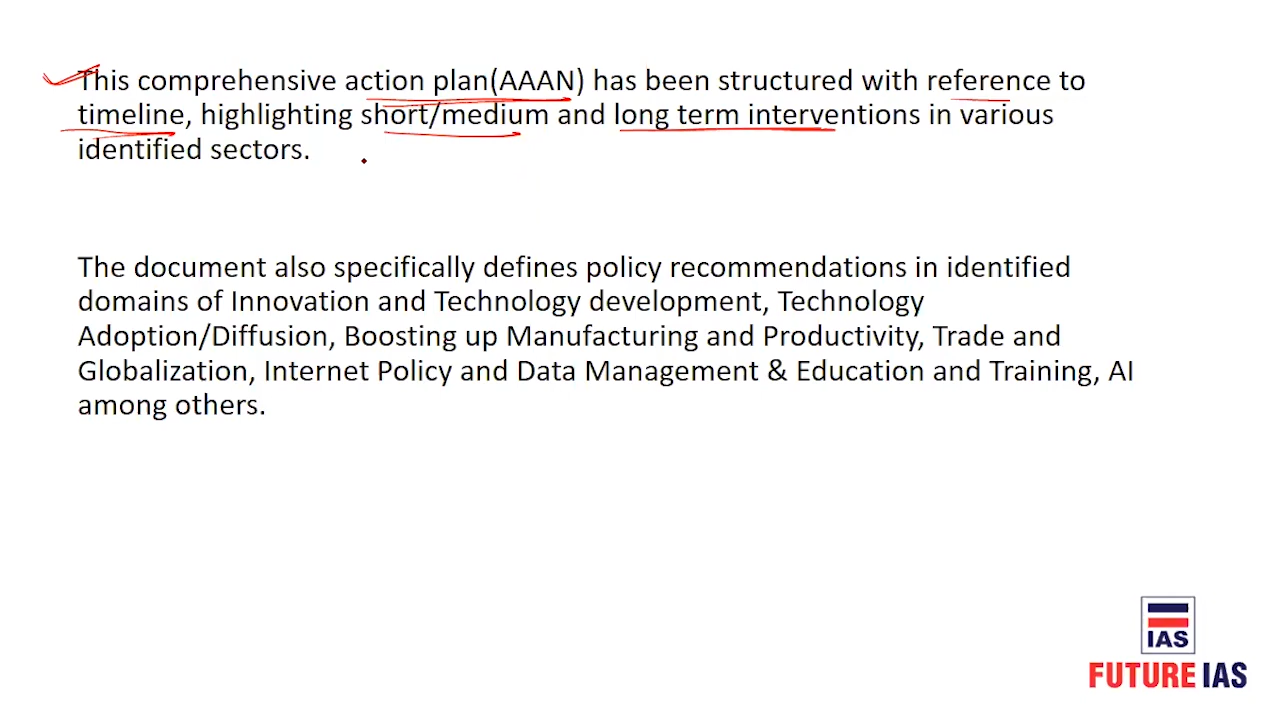 This comprehensive action plan(AAAN) has been structured with reference to
timeline, highlighting short/medium and long term interventions in various
identified sectors.
The document also specifically defines policy recommendations in identified
domains of Innovation and Technology development, Technology
Adoption/Diffusion, Boosting up Manufacturing and Productivity, Trade and
Globalization, Internet Policy and Data Management & Education and Training, AI
among others.
IAS
FUTURE IAS